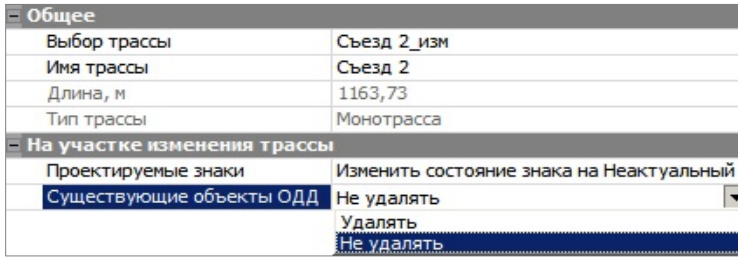 Общее
Выбор трассы Съезд 2_изм
Имя трассы Съезд 2
Длина, м 1163,73
Тип трассы Монотрасса
На участке изменения трассы
Проектируемые знаки Изменить состояние знака на Неактуальный
Существующие объекты ОДД Не удалять
Удалять
Не удалять